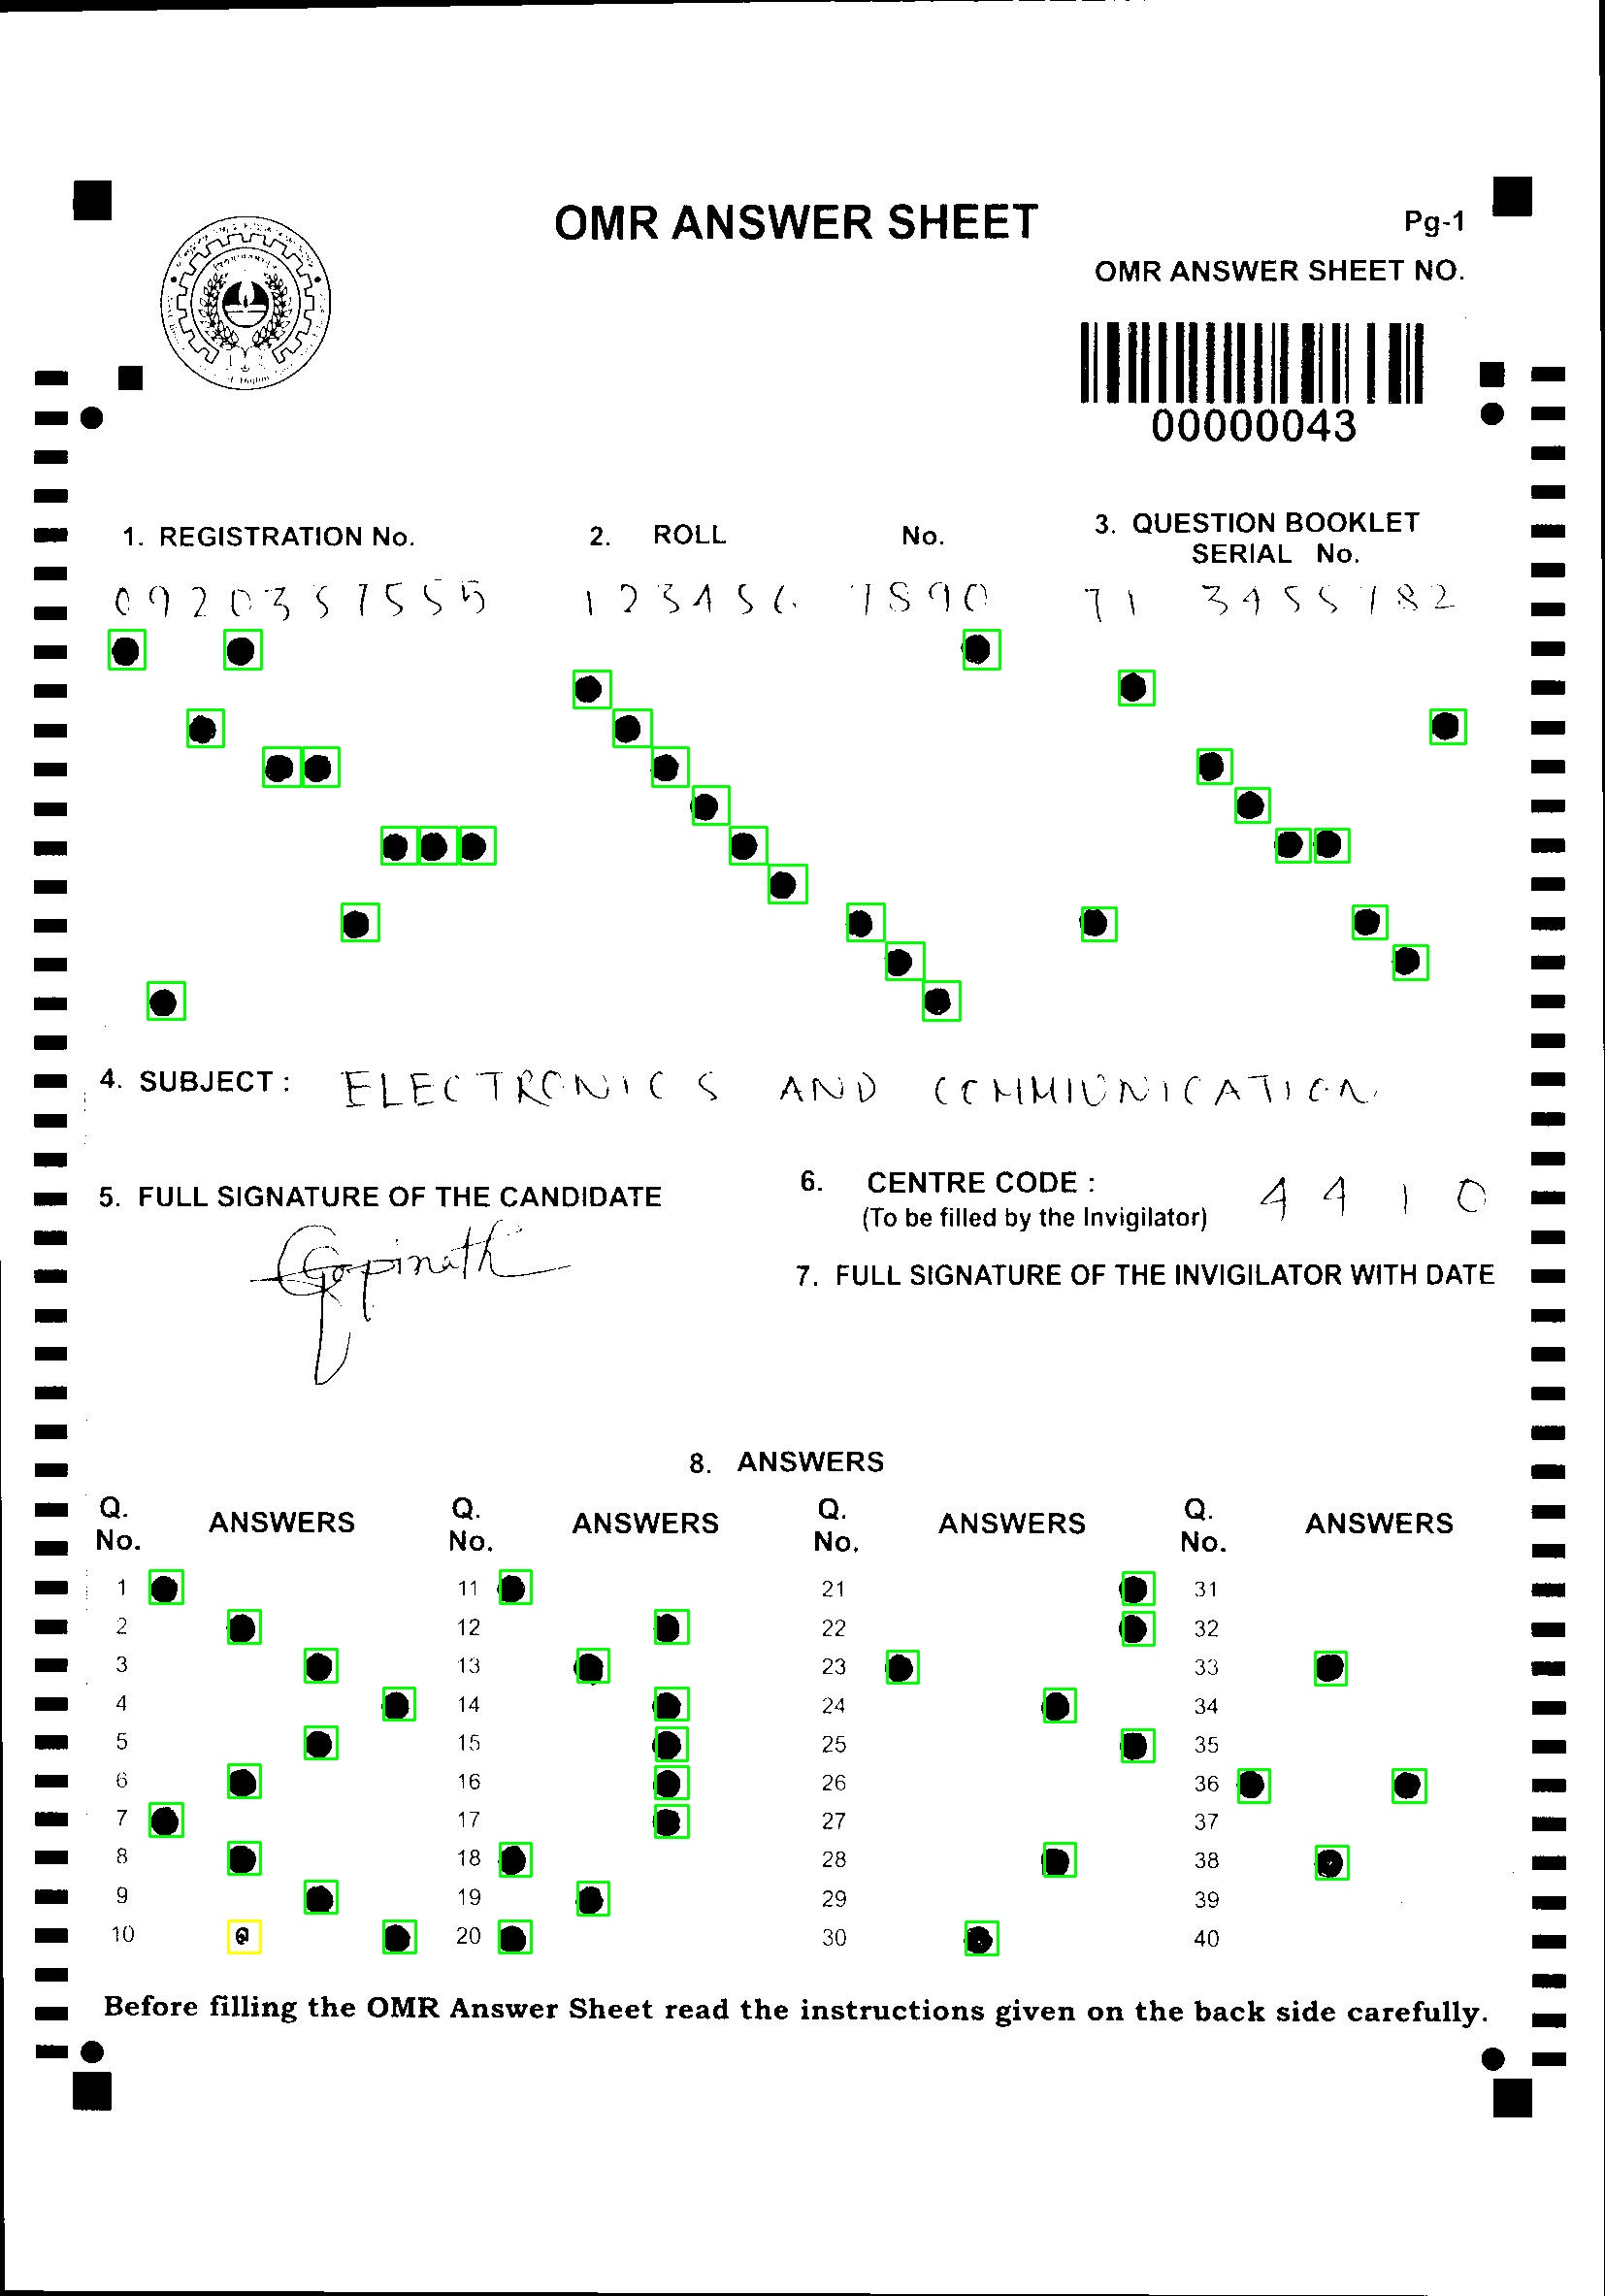 OMR ANSWER SHEET
Pg-1
OMR ANSWER SHEET NO.
00000043
1. REGISTRATION No.
2. ROLL No.
3. QUESTION BOOKLET
SERIAL No.
123456 7890
71 3455782
4. SUBJECT : ELECTRONICS AND COMMIUNICATION
5. FULL SIGNATURE OF THE CANDIDATE
Gopinath
6. CENTRE CODE :
(To be filled by the Invigilator)
4 4 1 0
7. FULL SIGNATURE OF THE INVIGILATOR WITH DATE
8. ANSWERS
Q. No. ANSWERS Q. No. ANSWERS Q. No. ANSWERS Q. No. ANSWERS
1 11 21 31
2 12 22 32
3 13 23 33
4 14 24 34
5 15 25 35
6 16 26 36
7 17 27 37
8 18 28 38
9 19 29 39
10 20 30 40
Before filling the OMR Answer Sheet read the instructions given on the back side carefully.